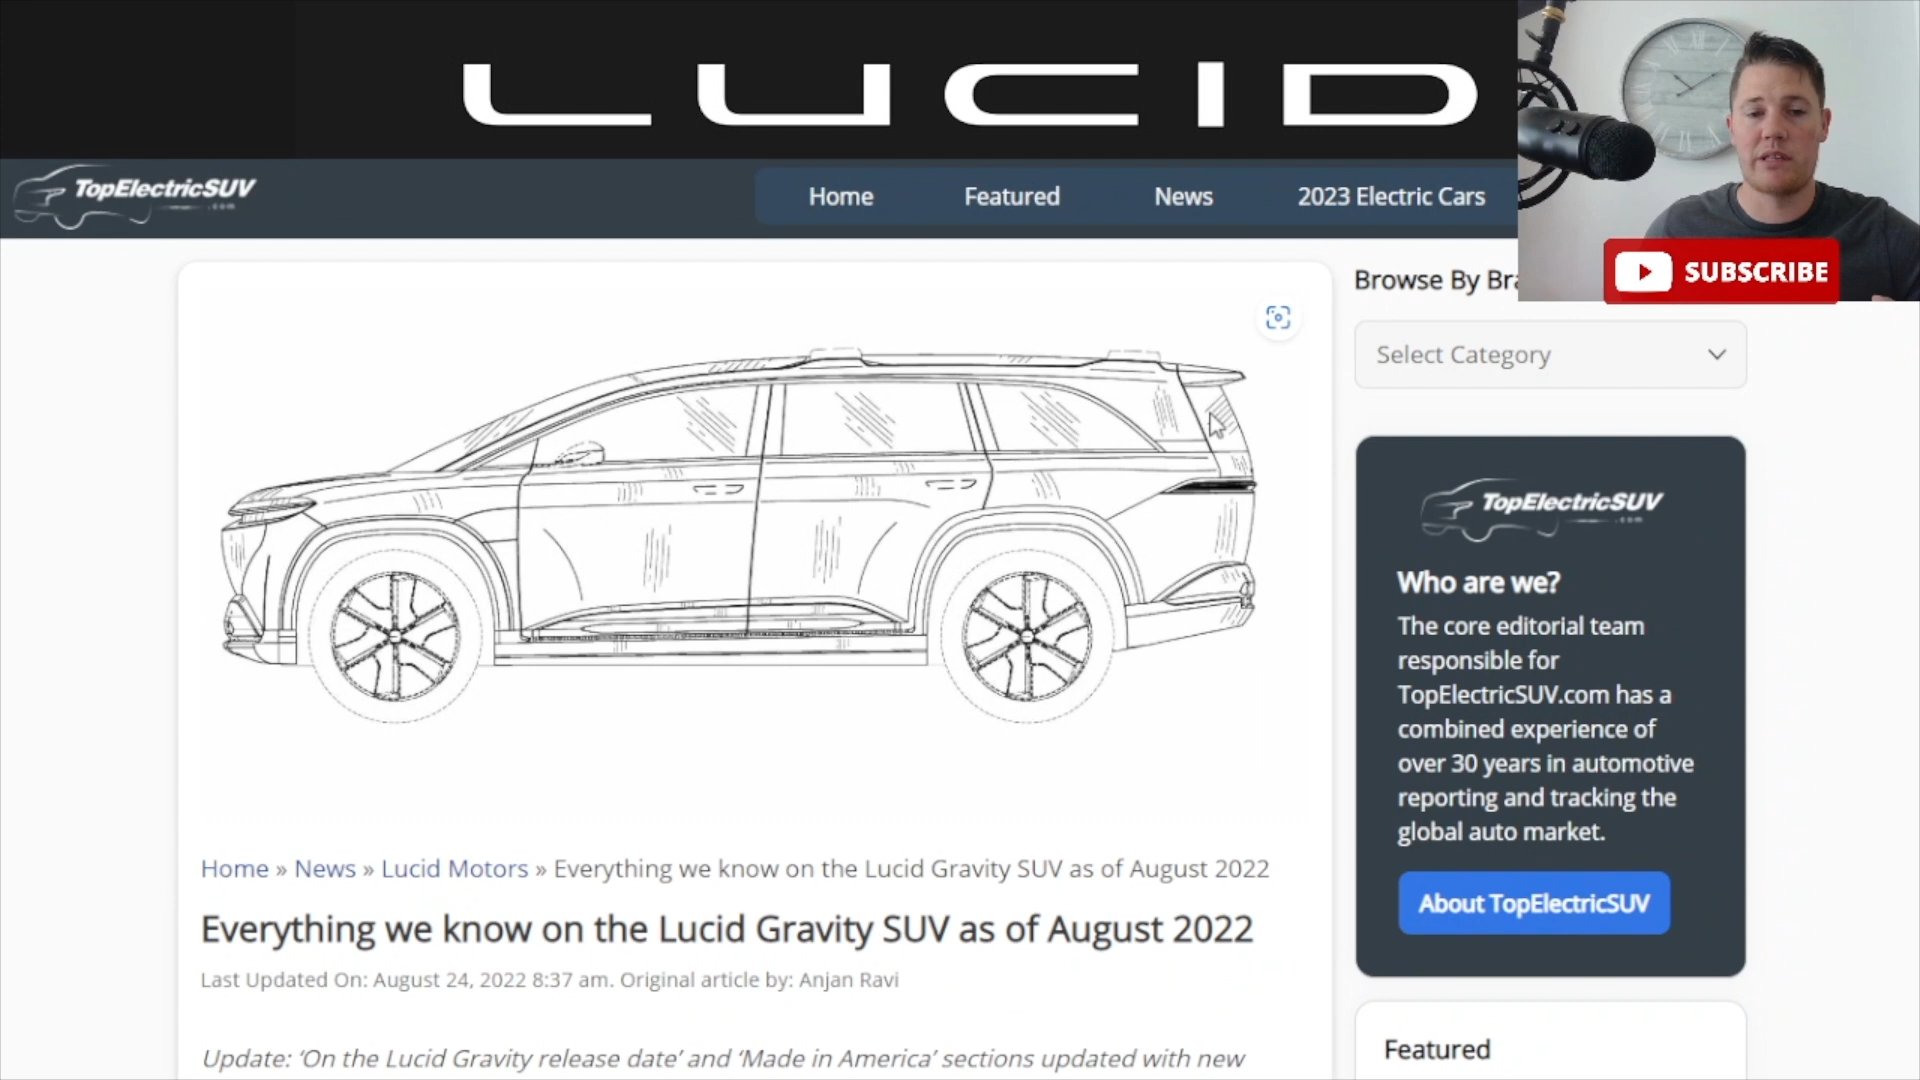 LUCID
TopElectricSUV
.com
Home Featured News 2023 Electric Cars
SUBSCRIBE
Browse By Bra
Select Category
TopElectricSUV
.com
Who are we?
The core editorial team
responsible for
TopElectricSUV.com has a
combined experience of
over 30 years in automotive
reporting and tracking the
global auto market.
About TopElectricSUV
Home » News » Lucid Motors » Everything we know on the Lucid Gravity SUV as of August 2022
Everything we know on the Lucid Gravity SUV as of August 2022
Last Updated On: August 24, 2022 8:37 am. Original article by: Anjan Ravi
Update: ‘On the Lucid Gravity release date’ and ‘Made in America’ sections updated with new
Featured